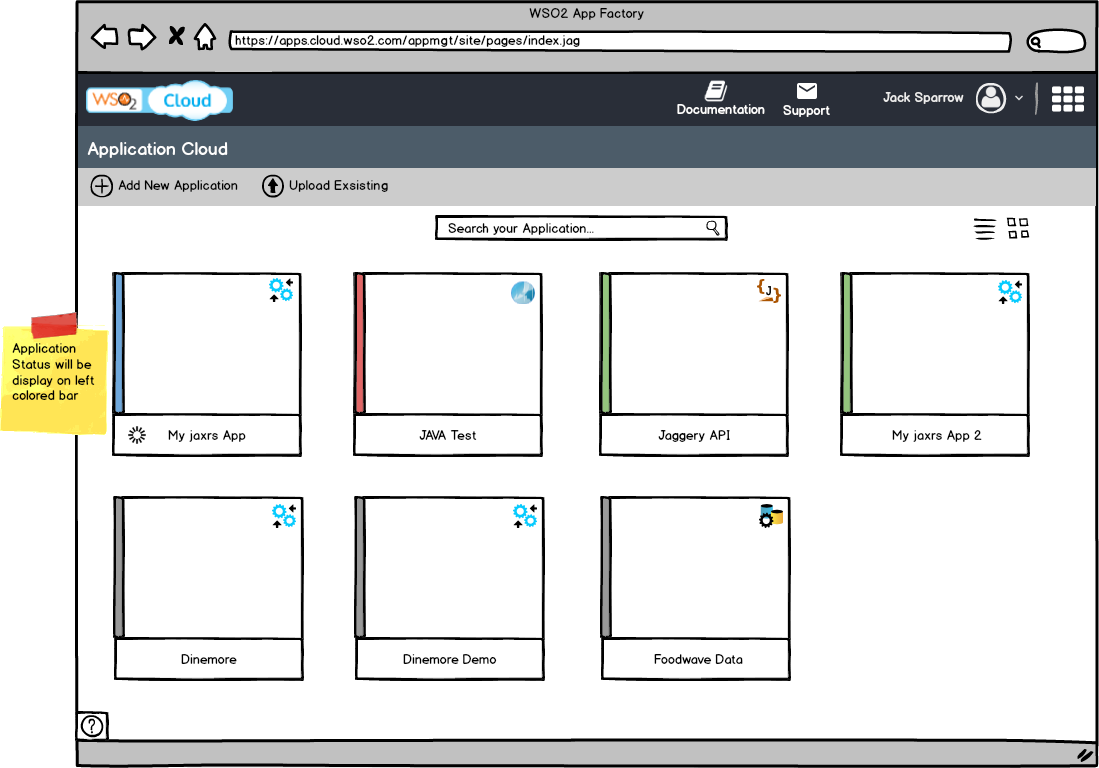 WSO2 App Factory
https://apps.cloud.wso2.com/appmgt/site/pages/index.jag
WSO2 Cloud
Documentation
Support
Jack Sparrow
Application Cloud
Add New Application
Upload Exsisting
Search your Application...
Application
Status will be
display on left
colored bar
{J}
My jaxrs App
JAVA Test
Jaggery API
My jaxrs App 2
Dinemore
Dinemore Demo
Foodwave Data
?